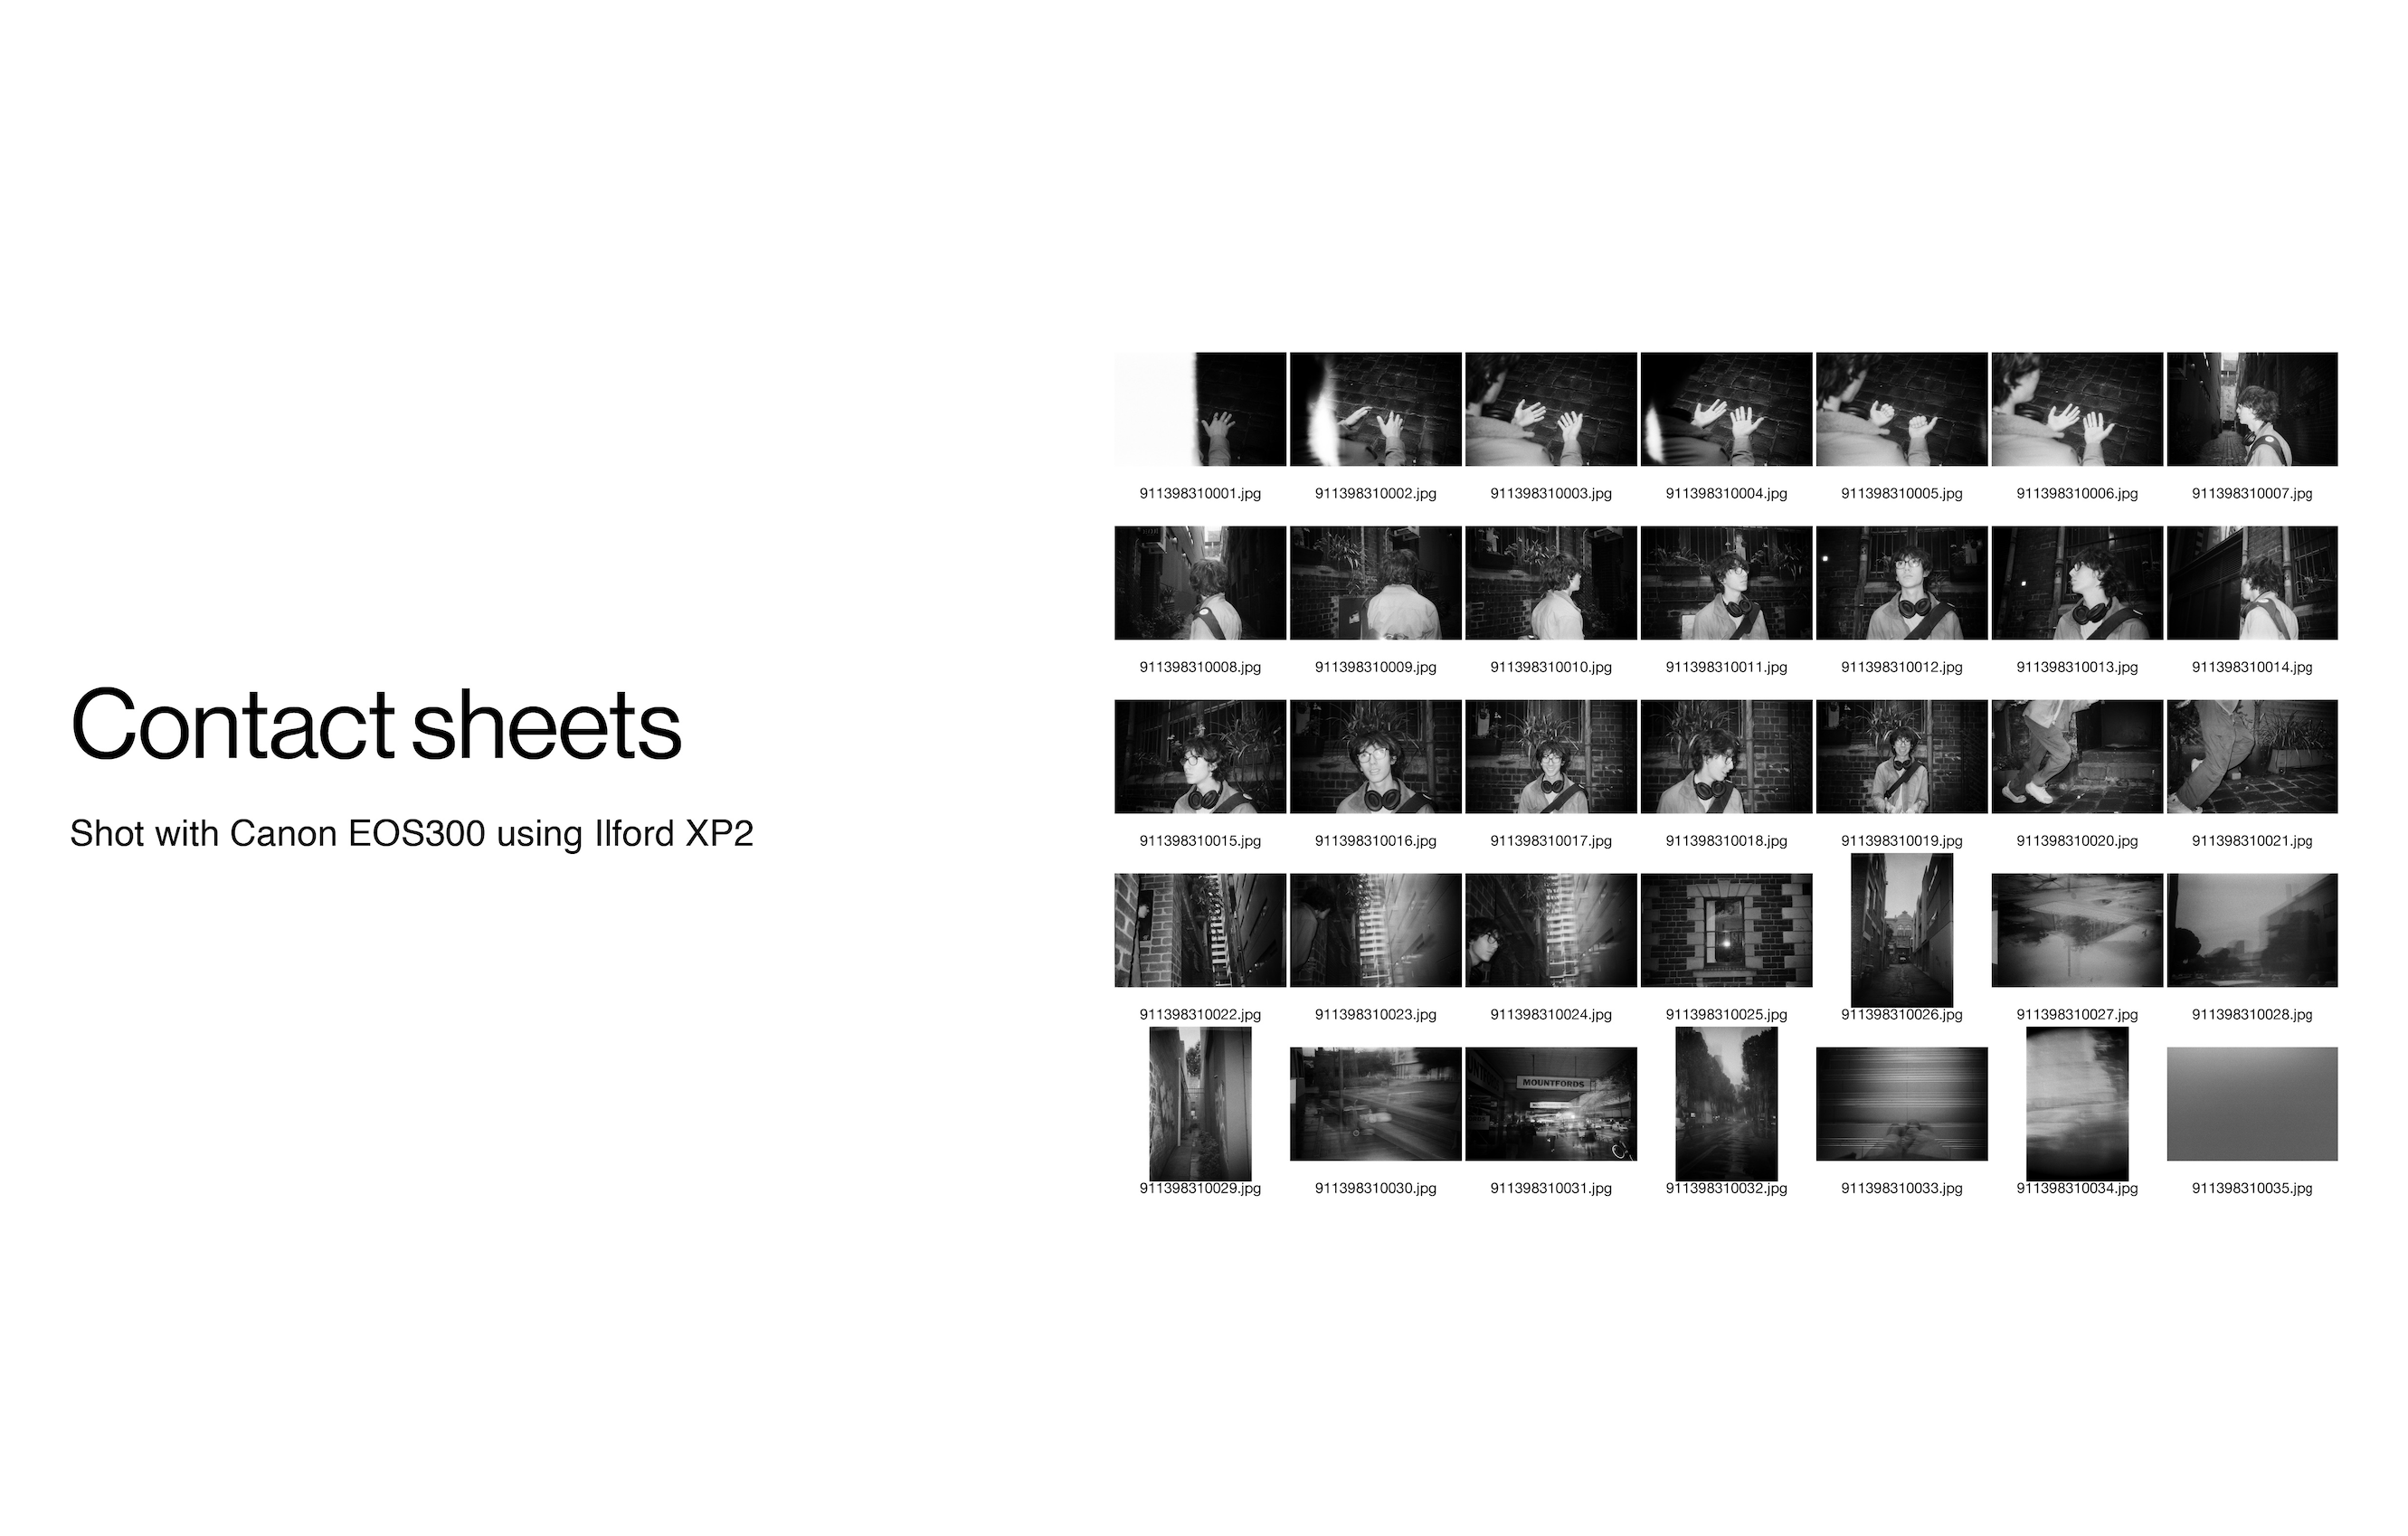 Contact sheets
Shot with Canon EOS300 using Ilford XP2
911398310001.jpg
911398310002.jpg
911398310003.jpg
911398310004.jpg
911398310005.jpg
911398310006.jpg
911398310007.jpg
911398310008.jpg
911398310009.jpg
911398310010.jpg
911398310011.jpg
911398310012.jpg
911398310013.jpg
911398310014.jpg
911398310015.jpg
911398310016.jpg
911398310017.jpg
911398310018.jpg
911398310019.jpg
911398310020.jpg
911398310021.jpg
911398310022.jpg
911398310023.jpg
911398310024.jpg
911398310025.jpg
911398310026.jpg
911398310027.jpg
911398310028.jpg
MOUNTFORDS
911398310029.jpg
911398310030.jpg
911398310031.jpg
911398310032.jpg
911398310033.jpg
911398310034.jpg
911398310035.jpg